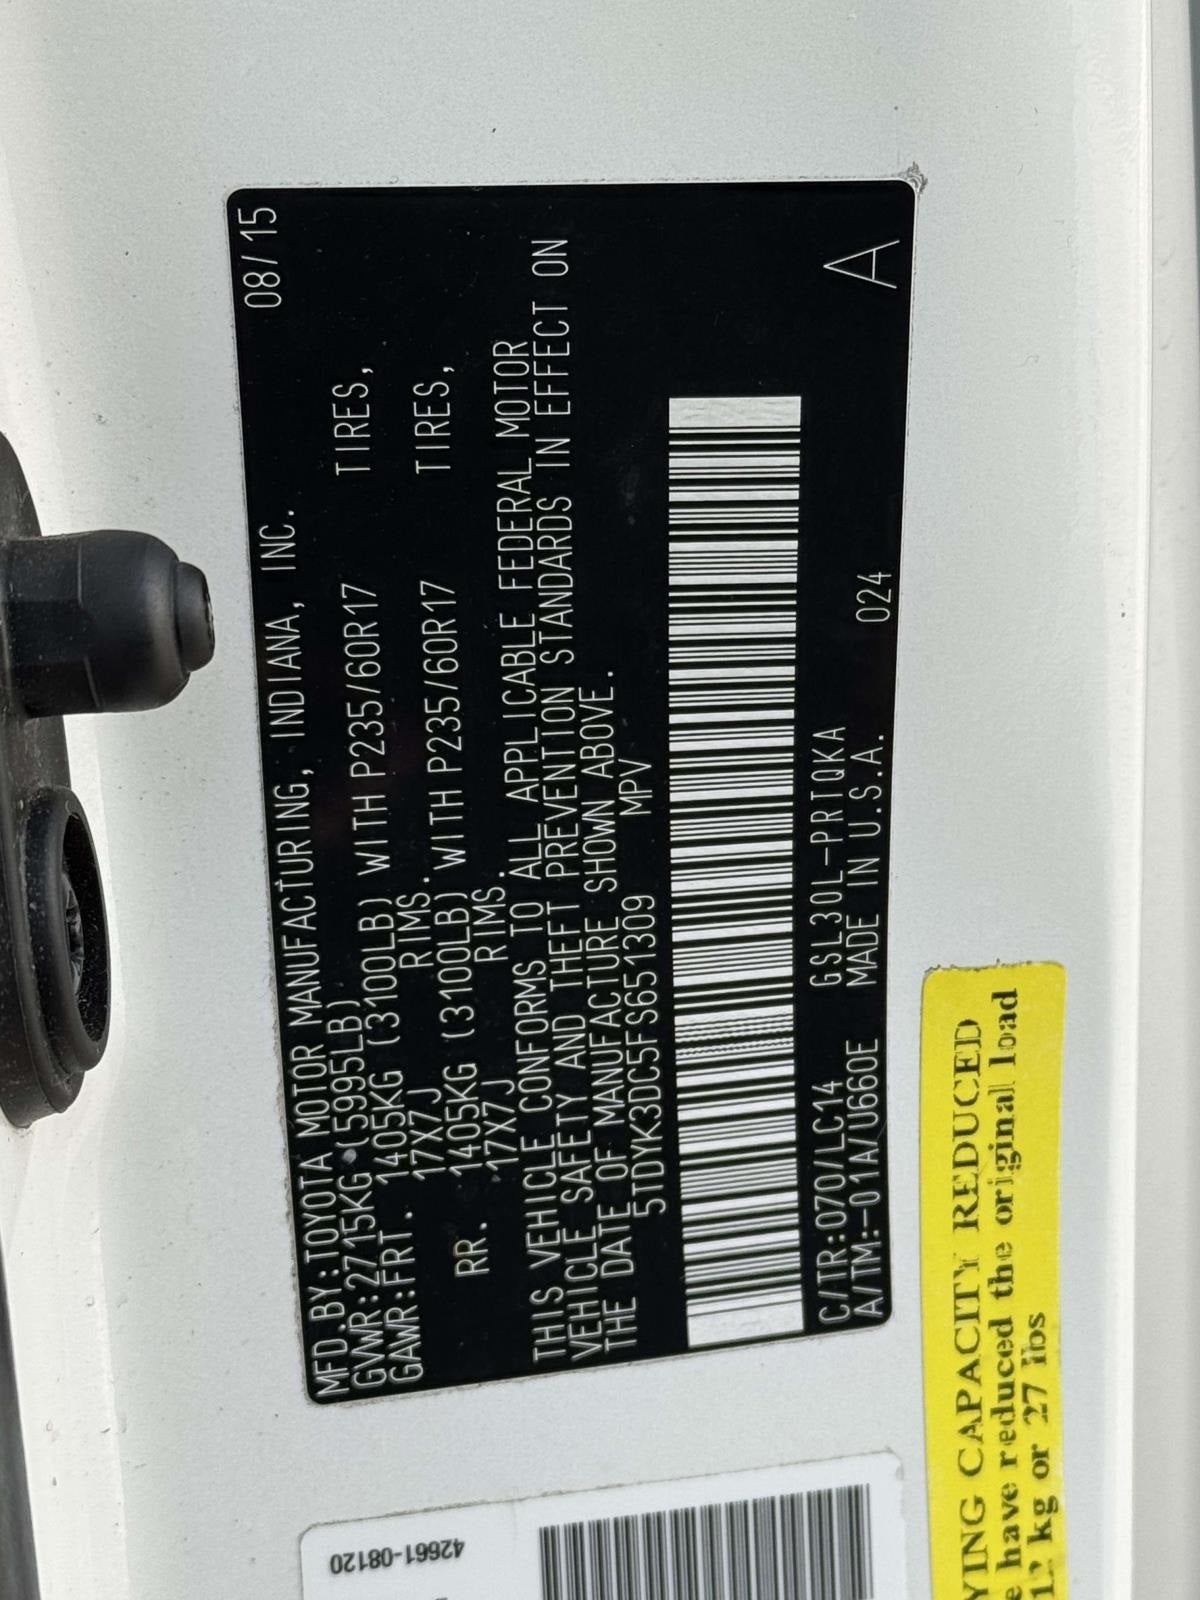 MFD.BY:TOYOTA MOTOR MANUFACTURING, INDIANA, INC. 08/15
GVWR:2715KG(5995LB)
GAWR:FRT. 1405KG (3100LB) WITH P235/60R17 TIRES,
17X7J RIMS.
RR. 1405KG (3100LB) WITH P235/60R17 TIRES,
17X7J RIMS.
THIS VEHICLE CONFORMS TO ALL APPLICABLE FEDERAL MOTOR
VEHICLE SAFETY AND THEFT PREVENTION STANDARDS IN EFFECT ON
THE DATE OF MANUFACTURE SHOWN ABOVE.
5TDYK3DC5FS651309 MPV
C/TR:070/LC14 GSL30L-PRTQKA
A/TM:-01A/U660E MADE IN U.S.A. 024 A
YING CAPACITY REDUCED
e have reduced the original load
12 kg or 27 lbs
42661-08120